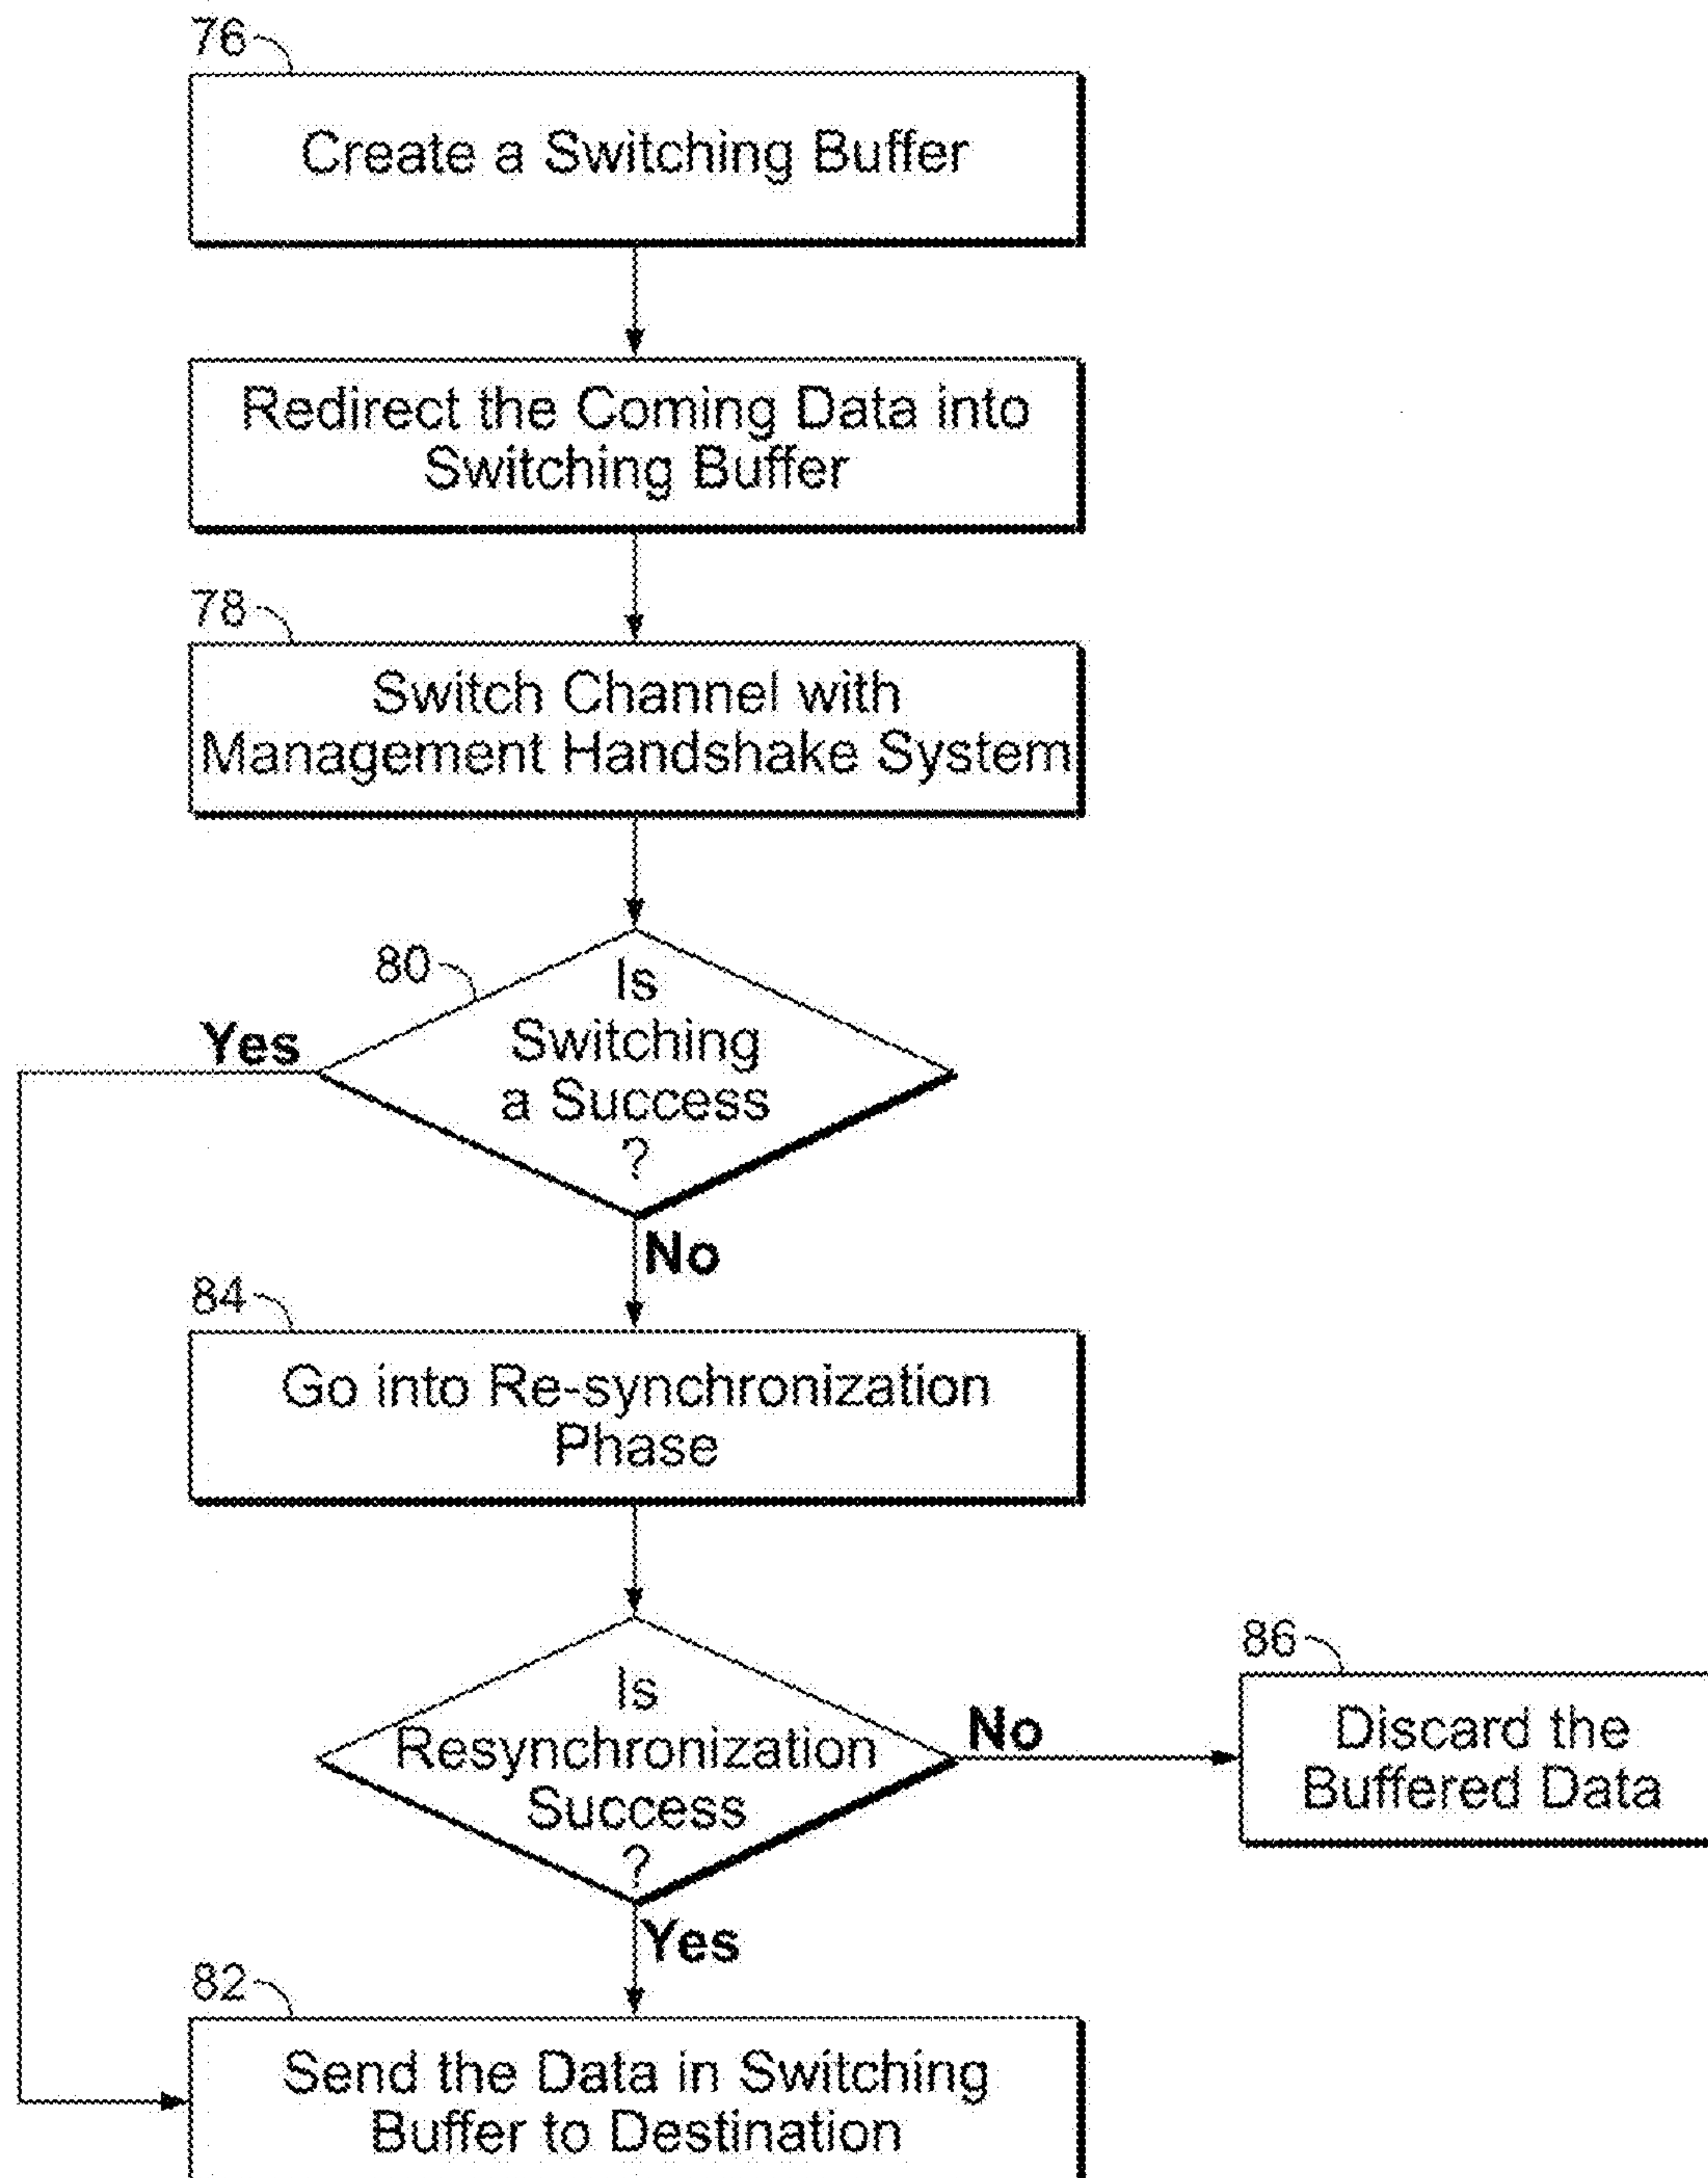 76
Create a Switching Buffer
Redirect the Coming Data into
Switching Buffer
78
Switch Channel with
Management Handshake System
80
Is
Switching
a Success
?
Yes
No
84
Go into Re-synchronization
Phase
Is
Resynchronization
Success
?
No
86
Discard the
Buffered Data
Yes
82
Send the Data in Switching
Buffer to Destination